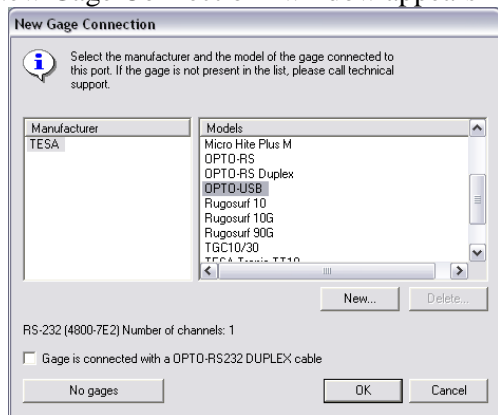 New Gage Connection
Select the manufacturer and the model of the gage connected to
this port. If the gage is not present in the list, please call technical
support.
Manufacturer
TESA
Models
Micro Hite Plus M
OPTO-RS
OPTO-RS Duplex
OPTO-USB
Rugosurf 10
Rugosurf 10G
Rugosurf 90G
TGC10/30
New...
Delete...
RS-232 (4800-7E2) Number of channels: 1
Gage is connected with a OPTO-RS232 DUPLEX cable
No gages
OK
Cancel